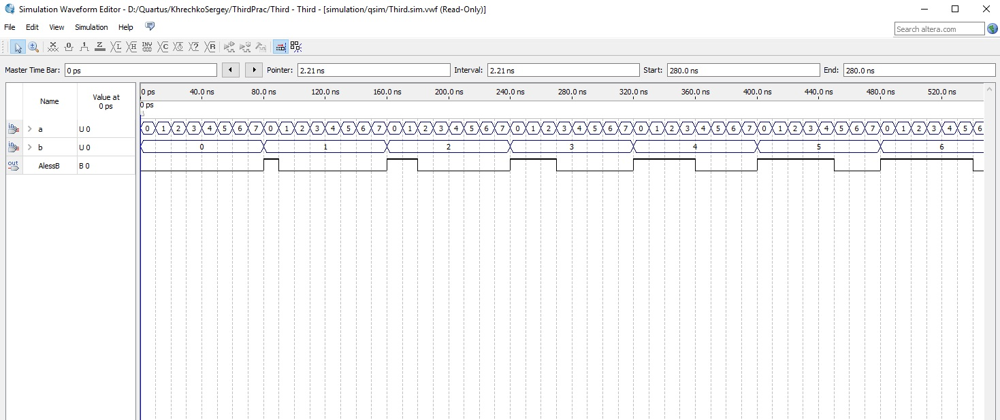 Simulation Waveform Editor - D:/Quartus/KhrechkoSergey/ThirdPrac/Third - Third - [simulation/qsim/Third.sim.vwf (Read-Only)]
File Edit View Simulation Help
Search altera.com
Master Time Bar: 0 ps Pointer: 2.21 ns Interval: 2.21 ns Start: 280.0 ns End: 280.0 ns
Name Value at
0 ps
0 ps 40.0 ns 80.0 ns 120.0 ns 160.0 ns 200.0 ns 240.0 ns 280.0 ns 320.0 ns 360.0 ns 400.0 ns 440.0 ns 480.0 ns 520.0 ns
0 ps
a U 0 0 1 2 3 4 5 6 7 0 1 2 3 4 5 6 7 0 1 2 3 4 5 6 7 0 1 2 3 4 5 6 7 0 1 2 3 4 5 6 7 0 1 2 3 4 5 6 7 0 1 2 3 4 5 6
b U 0 0 1 2 3 4 5 6
AlessB B 0